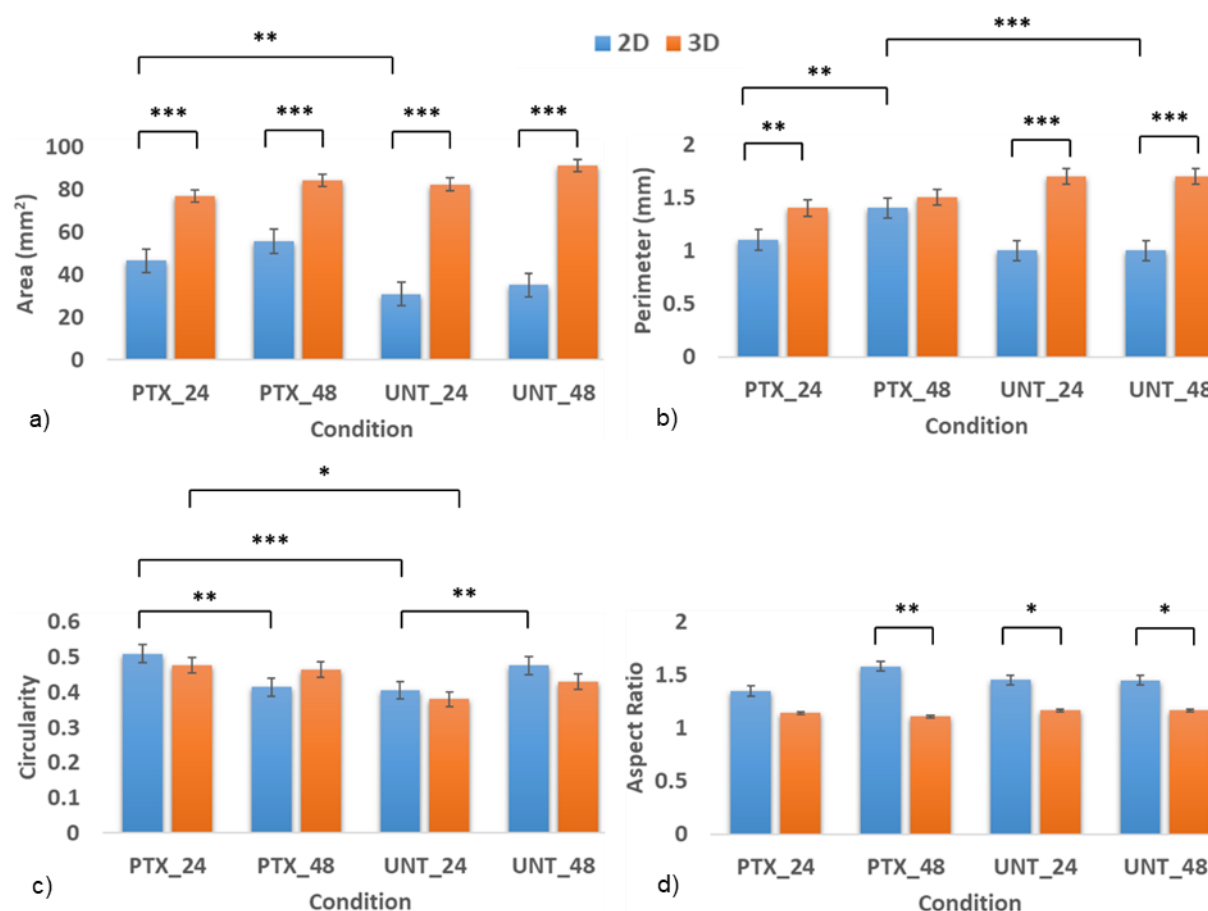 2D 3D
**
*** *** *** ***
Area (mm²)
100
80
60
40
20
0
PTX_24 PTX_48 UNT_24 UNT_48
Condition
a)
***
**
** *** ***
Perimeter (mm)
2
1.5
1
0.5
0
PTX_24 PTX_48 UNT_24 UNT_48
Condition
b)
*
***
** **
Circularity
0.6
0.5
0.4
0.3
0.2
0.1
0
PTX_24 PTX_48 UNT_24 UNT_48
Condition
c)
** * *
Aspect Ratio
2
1.5
1
0.5
0
PTX_24 PTX_48 UNT_24 UNT_48
Condition
d)